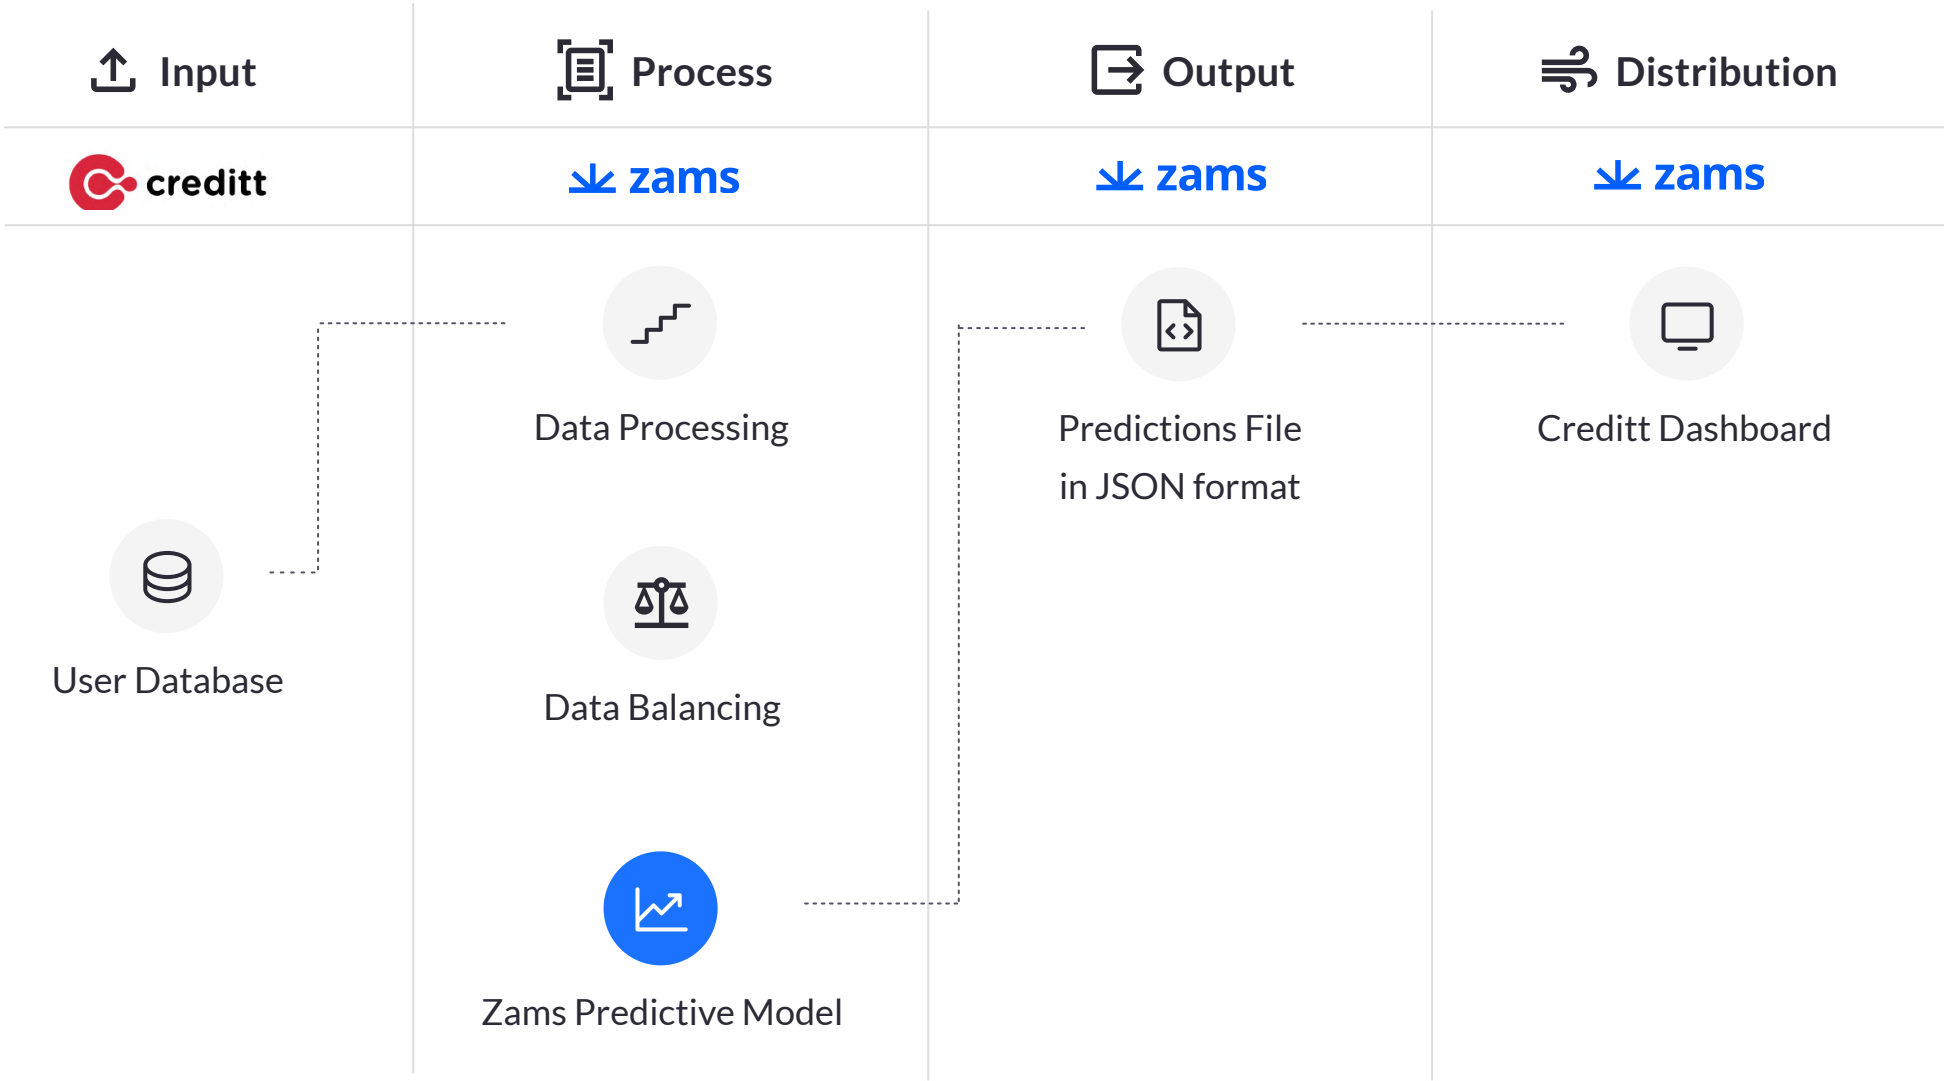 Input
Process
Output
Distribution
creditt
zams
zams
zams
User Database
Data Processing
Data Balancing
Zams Predictive Model
Predictions File
in JSON format
Creditt Dashboard